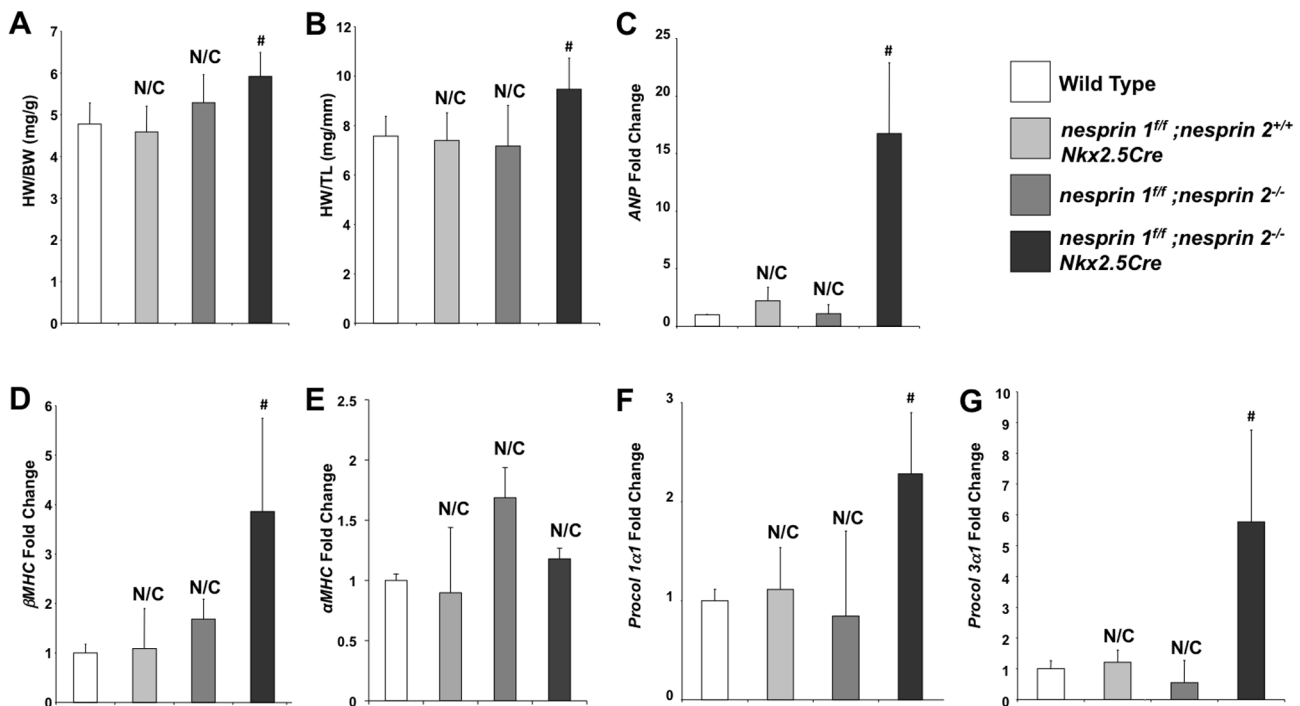 A
HW/BW (mg/g)
7
6
5
4
3
2
1
0
N/C
N/C
#
B
HW/TL (mg/mm)
12
10
8
6
4
2
0
N/C
N/C
#
C
ANP Fold Change
25
20
15
10
5
0
N/C
N/C
#
Wild Type
nesprin 1f/f ;nesprin 2+/+
Nkx2.5Cre
nesprin 1f/f ;nesprin 2-/-
nesprin 1f/f ;nesprin 2-/-
Nkx2.5Cre
D
βMHC Fold Change
6
5
4
3
2
1
0
N/C
N/C
#
E
αMHC Fold Change
2.5
2
1.5
1
0.5
0
N/C
N/C
N/C
F
Procol 1α1 Fold Change
3
2
1
0
N/C
N/C
#
G
Procol 3α1 Fold Change
10
9
8
7
6
5
4
3
2
1
0
N/C
N/C
#